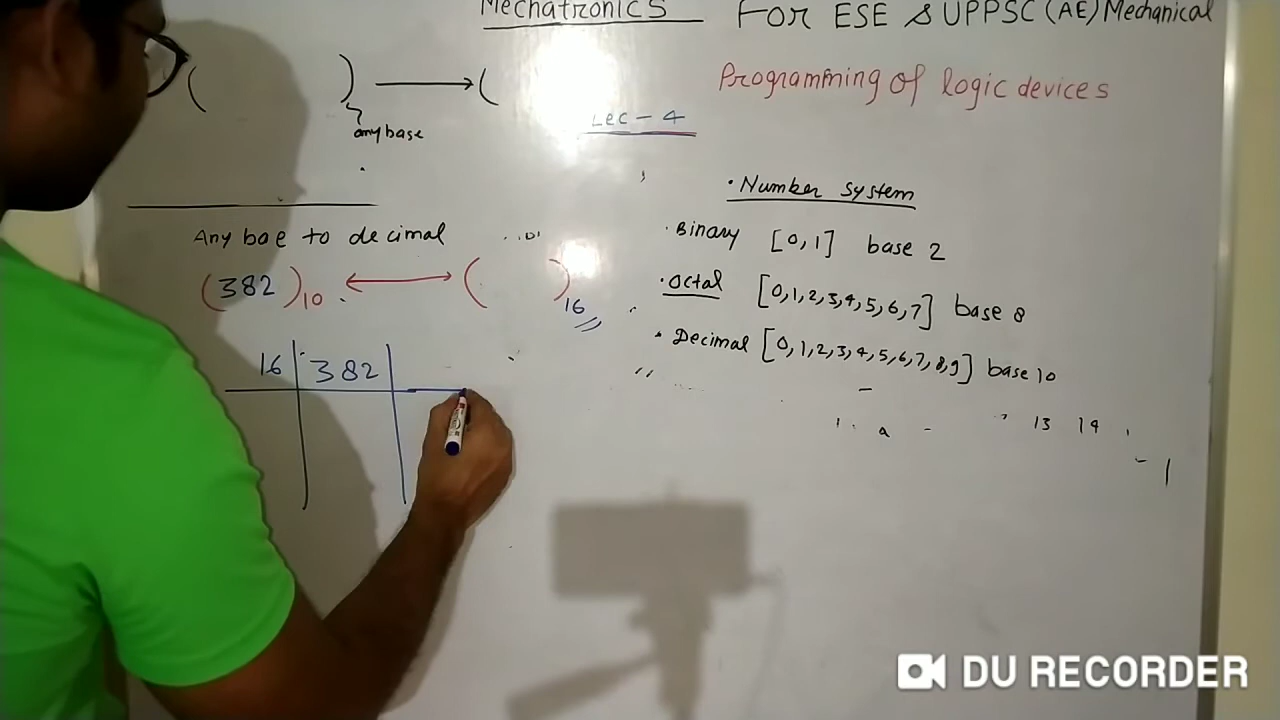 Mechatronics For ESE & UPPSC (AE) Mechanical
Programming of logic devices
Lec - 4
( ) → (
any base
Any bae to decimal
(382)10 ↔ ( )16
16 | 382 |
• Number system
• Binary [0,1] base 2
• Octal [0,1,2,3,4,5,6,7] base 8
• Decimal [0,1,2,3,4,5,6,7,8,9] base 10
13 14
DU RECORDER